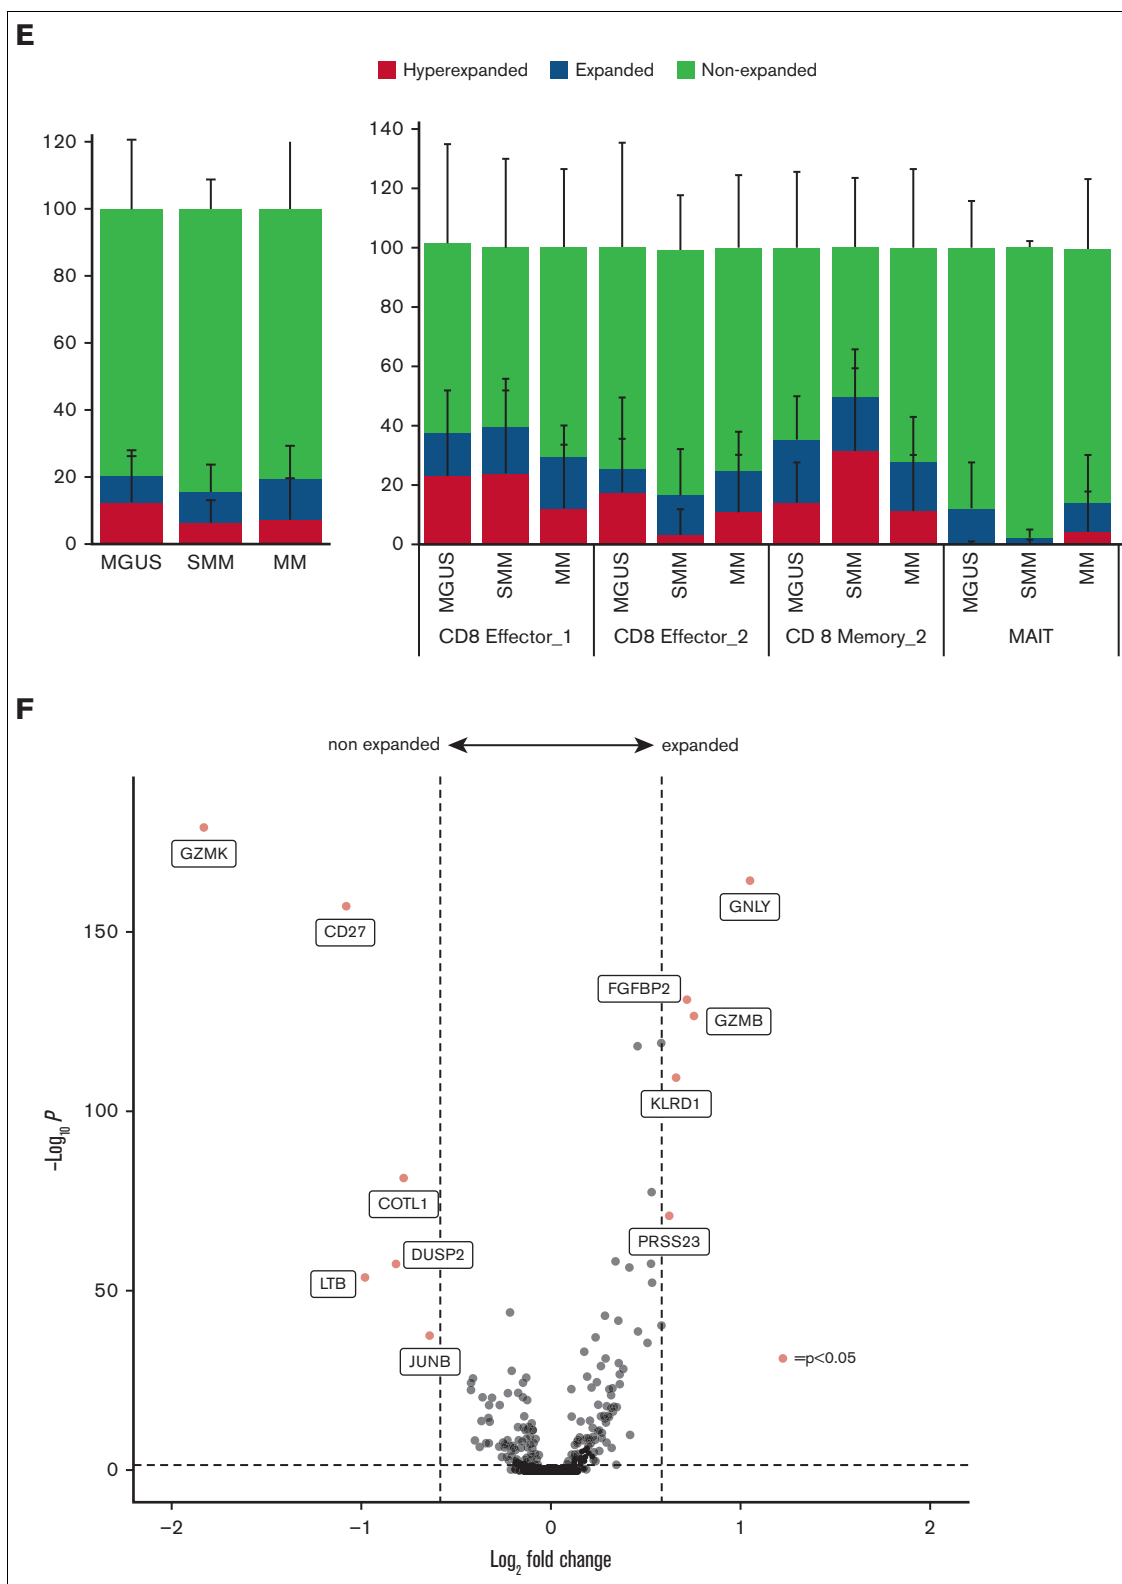 E
Hyperexpanded Expanded Non-expanded
120
100
80
60
40
20
0
MGUS SMM MM
140
120
100
80
60
40
20
0
MGUS SMM MM MGUS SMM MM MGUS SMM MM MGUS SMM MM
CD8 Effector_1 CD8 Effector_2 CD 8 Memory_2 MAIT
F
non expanded expanded
GZMK
GNLY
CD27
150
FGFBP2
GZMB
KLRD1
100
–Log10 P
COTL1
PRSS23
DUSP2
LTB
50
JUNB
=p<0.05
0
–2 –1 0 1 2
Log2 fold change